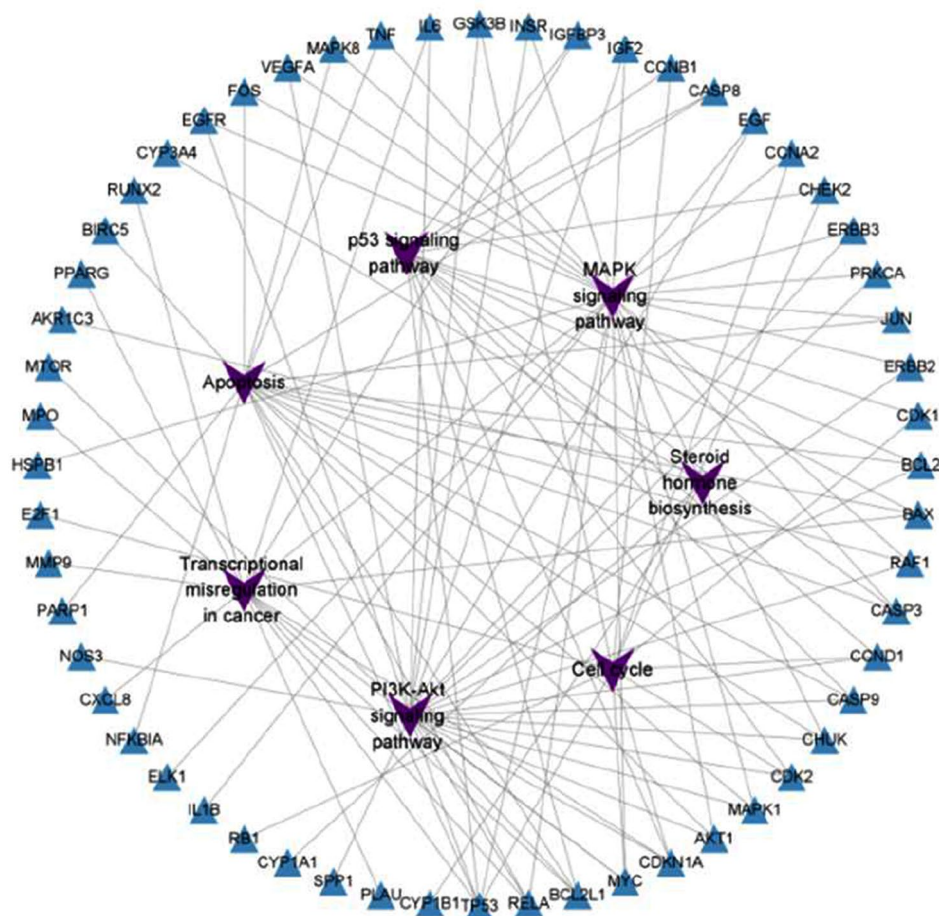 IL6
GSK3B
INSR
TNF
IGFBP3
MAPK8
IGF2
VEGFA
CCNB1
FOS
CASP8
EGFR
EGF
CYP3A4
CCNA2
RUNX2
CHEK2
BIRC5
ERBB3
p53 signaling
pathway
PPARG
MAPK
signaling
pathway
PRKCA
AKR1C3
JUN
MTOR
ERBB2
Apoptosis
MPO
CDK1
HSPB1
Steroid
hormone
biosynthesis
BCL2
E2F1
BAX
MMP9
Transcriptional
misregulation
in cancer
RAF1
PARP1
CASP3
NOS3
Cell cycle
CCND1
CXCL8
PI3K-Akt
signaling
pathway
CASP9
NFKBIA
CHUK
ELK1
CDK2
IL1B
MAPK1
RB1
AKT1
CYP1A1
CDKN1A
SPP1
MYC
PLAU
BCL2L1
CYP1B1
TP53
RELA